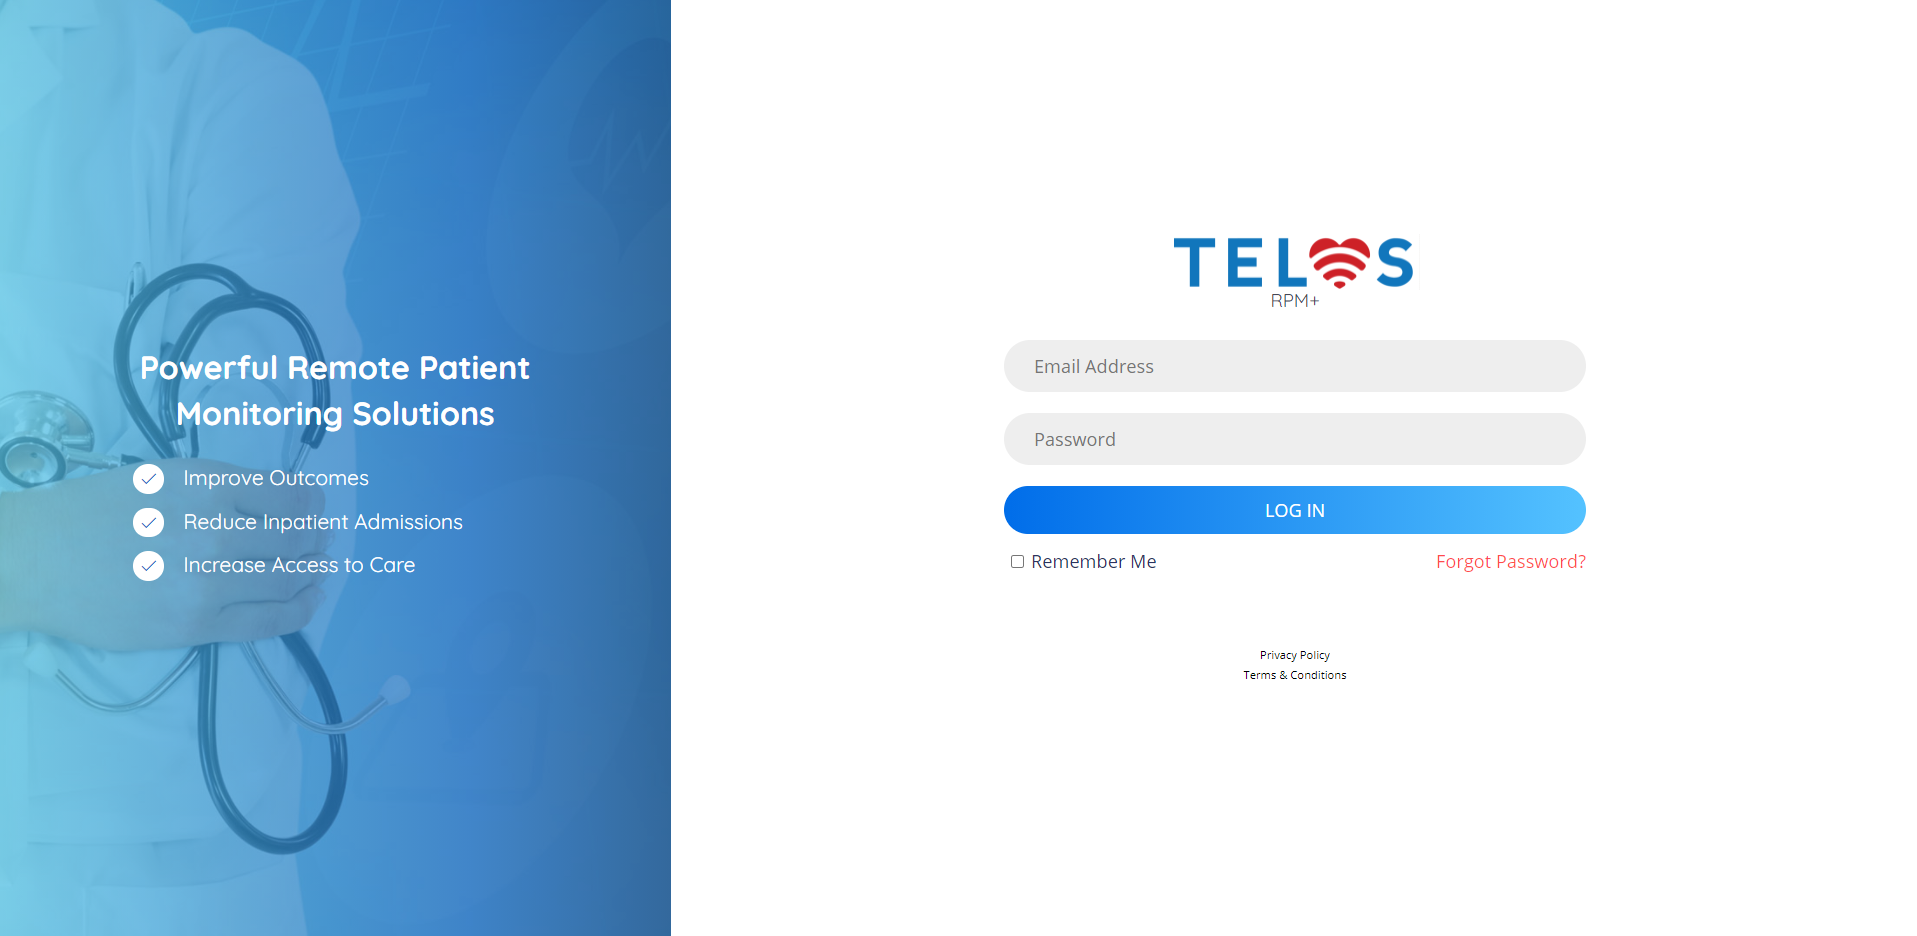 Powerful Remote Patient
Monitoring Solutions
Improve Outcomes
Reduce Inpatient Admissions
Increase Access to Care
TELOS
RPM+
Email Address
Password
LOG IN
Remember Me
Forgot Password?
Privacy Policy
Terms & Conditions